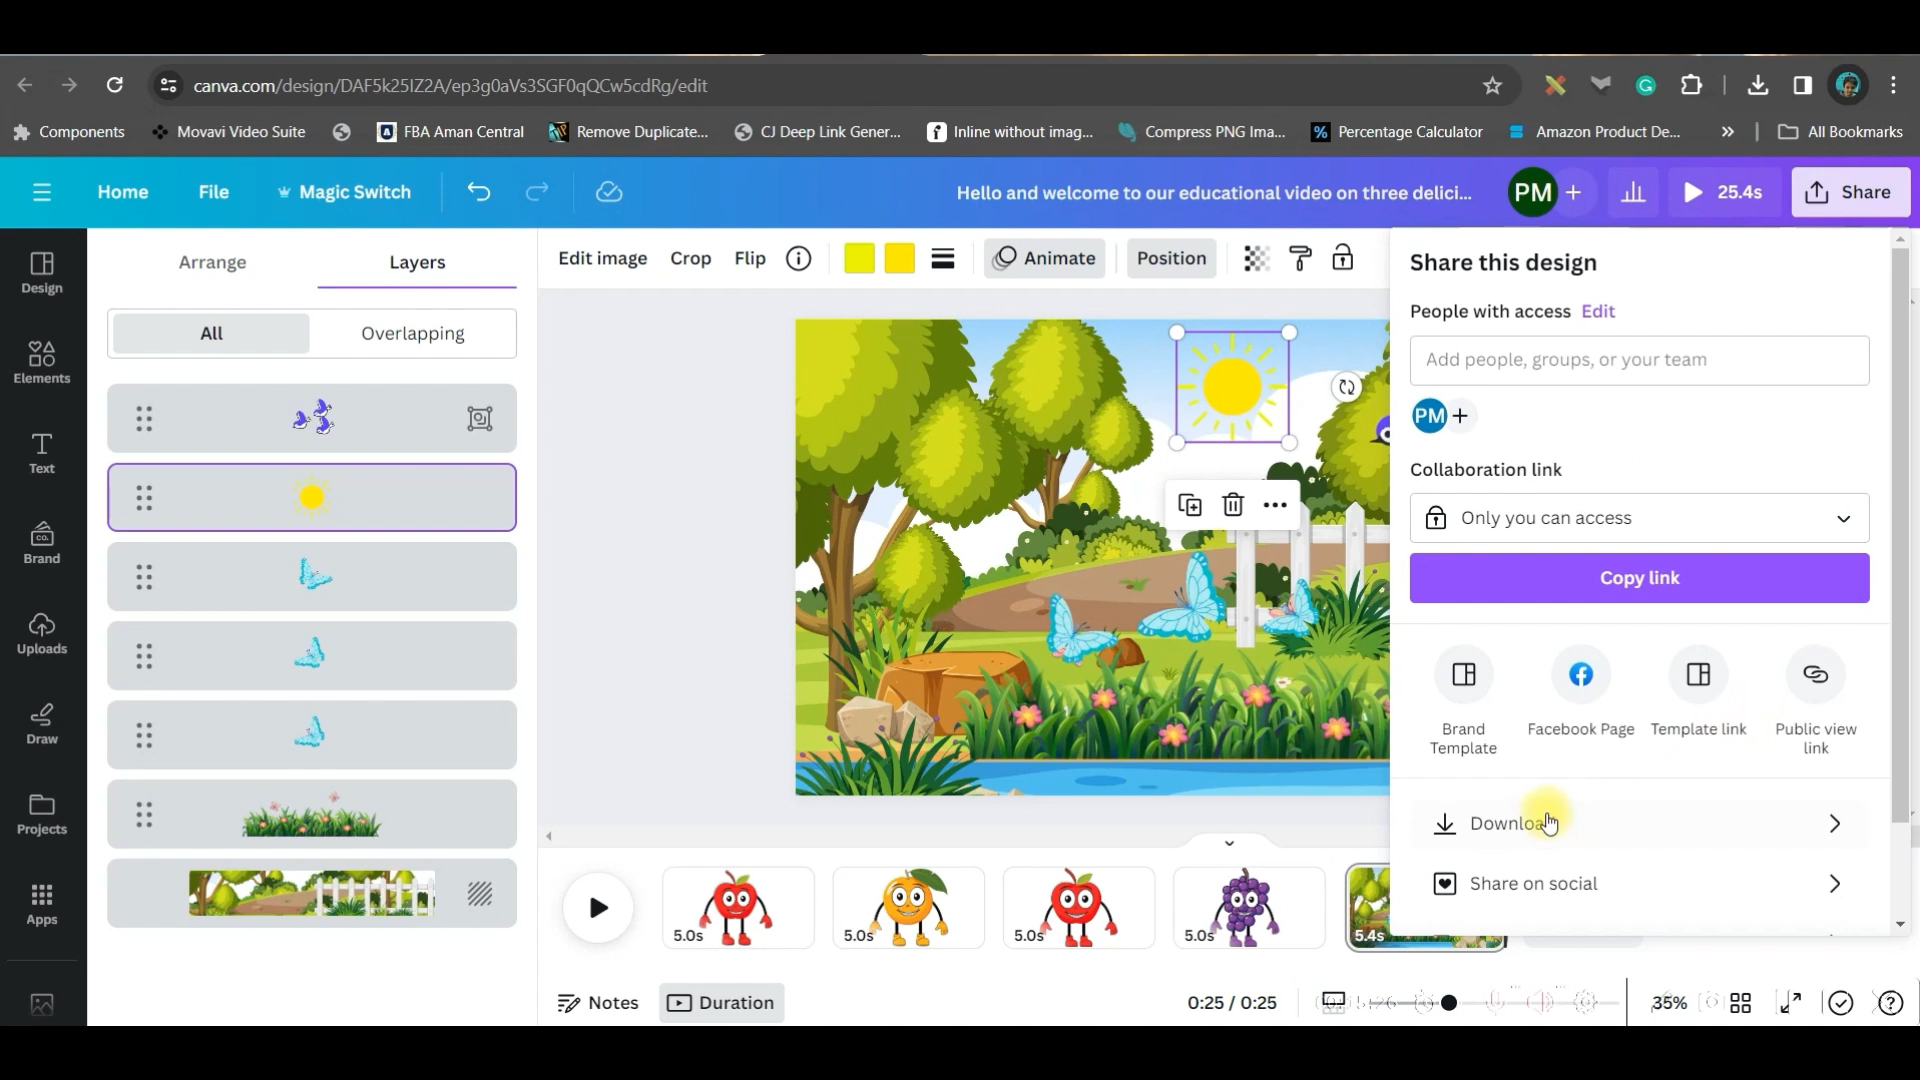 canva.com/design/DAF5k25IZ2A/ep3g0aVs3SGF0qQCw5cdRg/edit
Components Movavi Video Suite FBA Aman Central Remove Duplicate... CJ Deep Link Gener... Inline without imag... Compress PNG Ima... Percentage Calculator Amazon Product De... » All Bookmarks
Home File Magic Switch Hello and welcome to our educational video on three delici... PM + 25.4s Share
Arrange Layers
All Overlapping
Design
Elements
Text
Brand
Uploads
Draw
Projects
Apps
Edit image Crop Flip Animate Position
Share this design
People with access Edit
Add people, groups, or your team
PM +
Collaboration link
Only you can access
Copy link
Brand Template
Facebook Page
Template link
Public view link
Download
Share on social
5.0s 5.0s 5.0s 5.0s 5.4s
Notes Duration 0:25 / 0:25 35%